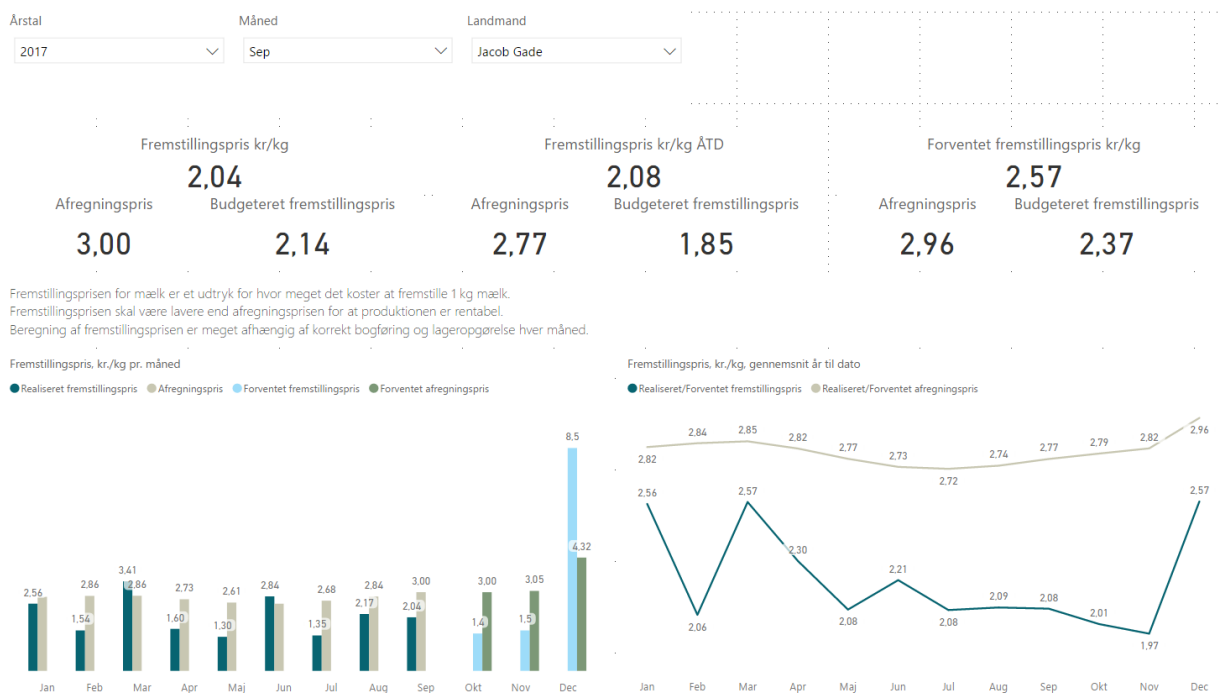 Årstal Måned Landmand
2017 Sep Jacob Gade
Fremstillingspris kr/kg Fremstillingspris kr/kg ÅTD Forventet fremstillingspris kr/kg
2,04 2,08 2,57
Afregningspris Budgeteret fremstillingspris Afregningspris Budgeteret fremstillingspris Afregningspris Budgeteret fremstillingspris
3,00 2,14 2,77 1,85 2,96 2,37
Fremstillingsprisen for mælk er et udtryk for hvor meget det koster at fremstille 1 kg mælk.
Fremstillingsprisen skal være lavere end afregningsprisen for at produktionen er rentabel.
Beregning af fremstillingsprisen er meget afhængig af korrekt bogføring og lageropgørelse hver måned.
Fremstillingspris, kr./kg pr. måned
Realiseret fremstillingspris Afregningspris Forventet fremstillingspris Forventet afregningspris
8,5
4,32
3,41
2,56 2,86 2,86 2,73 2,61 2,84 2,68 2,84 3,00 3,00 3,05
1,54 1,60 1,30 1,35 2,17 2,04 1,4 1,5
Jan Feb Mar Apr Maj Jun Jul Aug Sep Okt Nov Dec
Fremstillingspris, kr./kg, gennemsnit år til dato
Realiseret/Forventet fremstillingspris Realiseret/Forventet afregningspris
2,82 2,84 2,85 2,82 2,77 2,73 2,72 2,74 2,77 2,79 2,82 2,96
2,56 2,06 2,57 2,30 2,08 2,21 2,08 2,09 2,08 2,01 1,97 2,57
Jan Feb Mar Apr Maj Jun Jul Aug Sep Okt Nov Dec